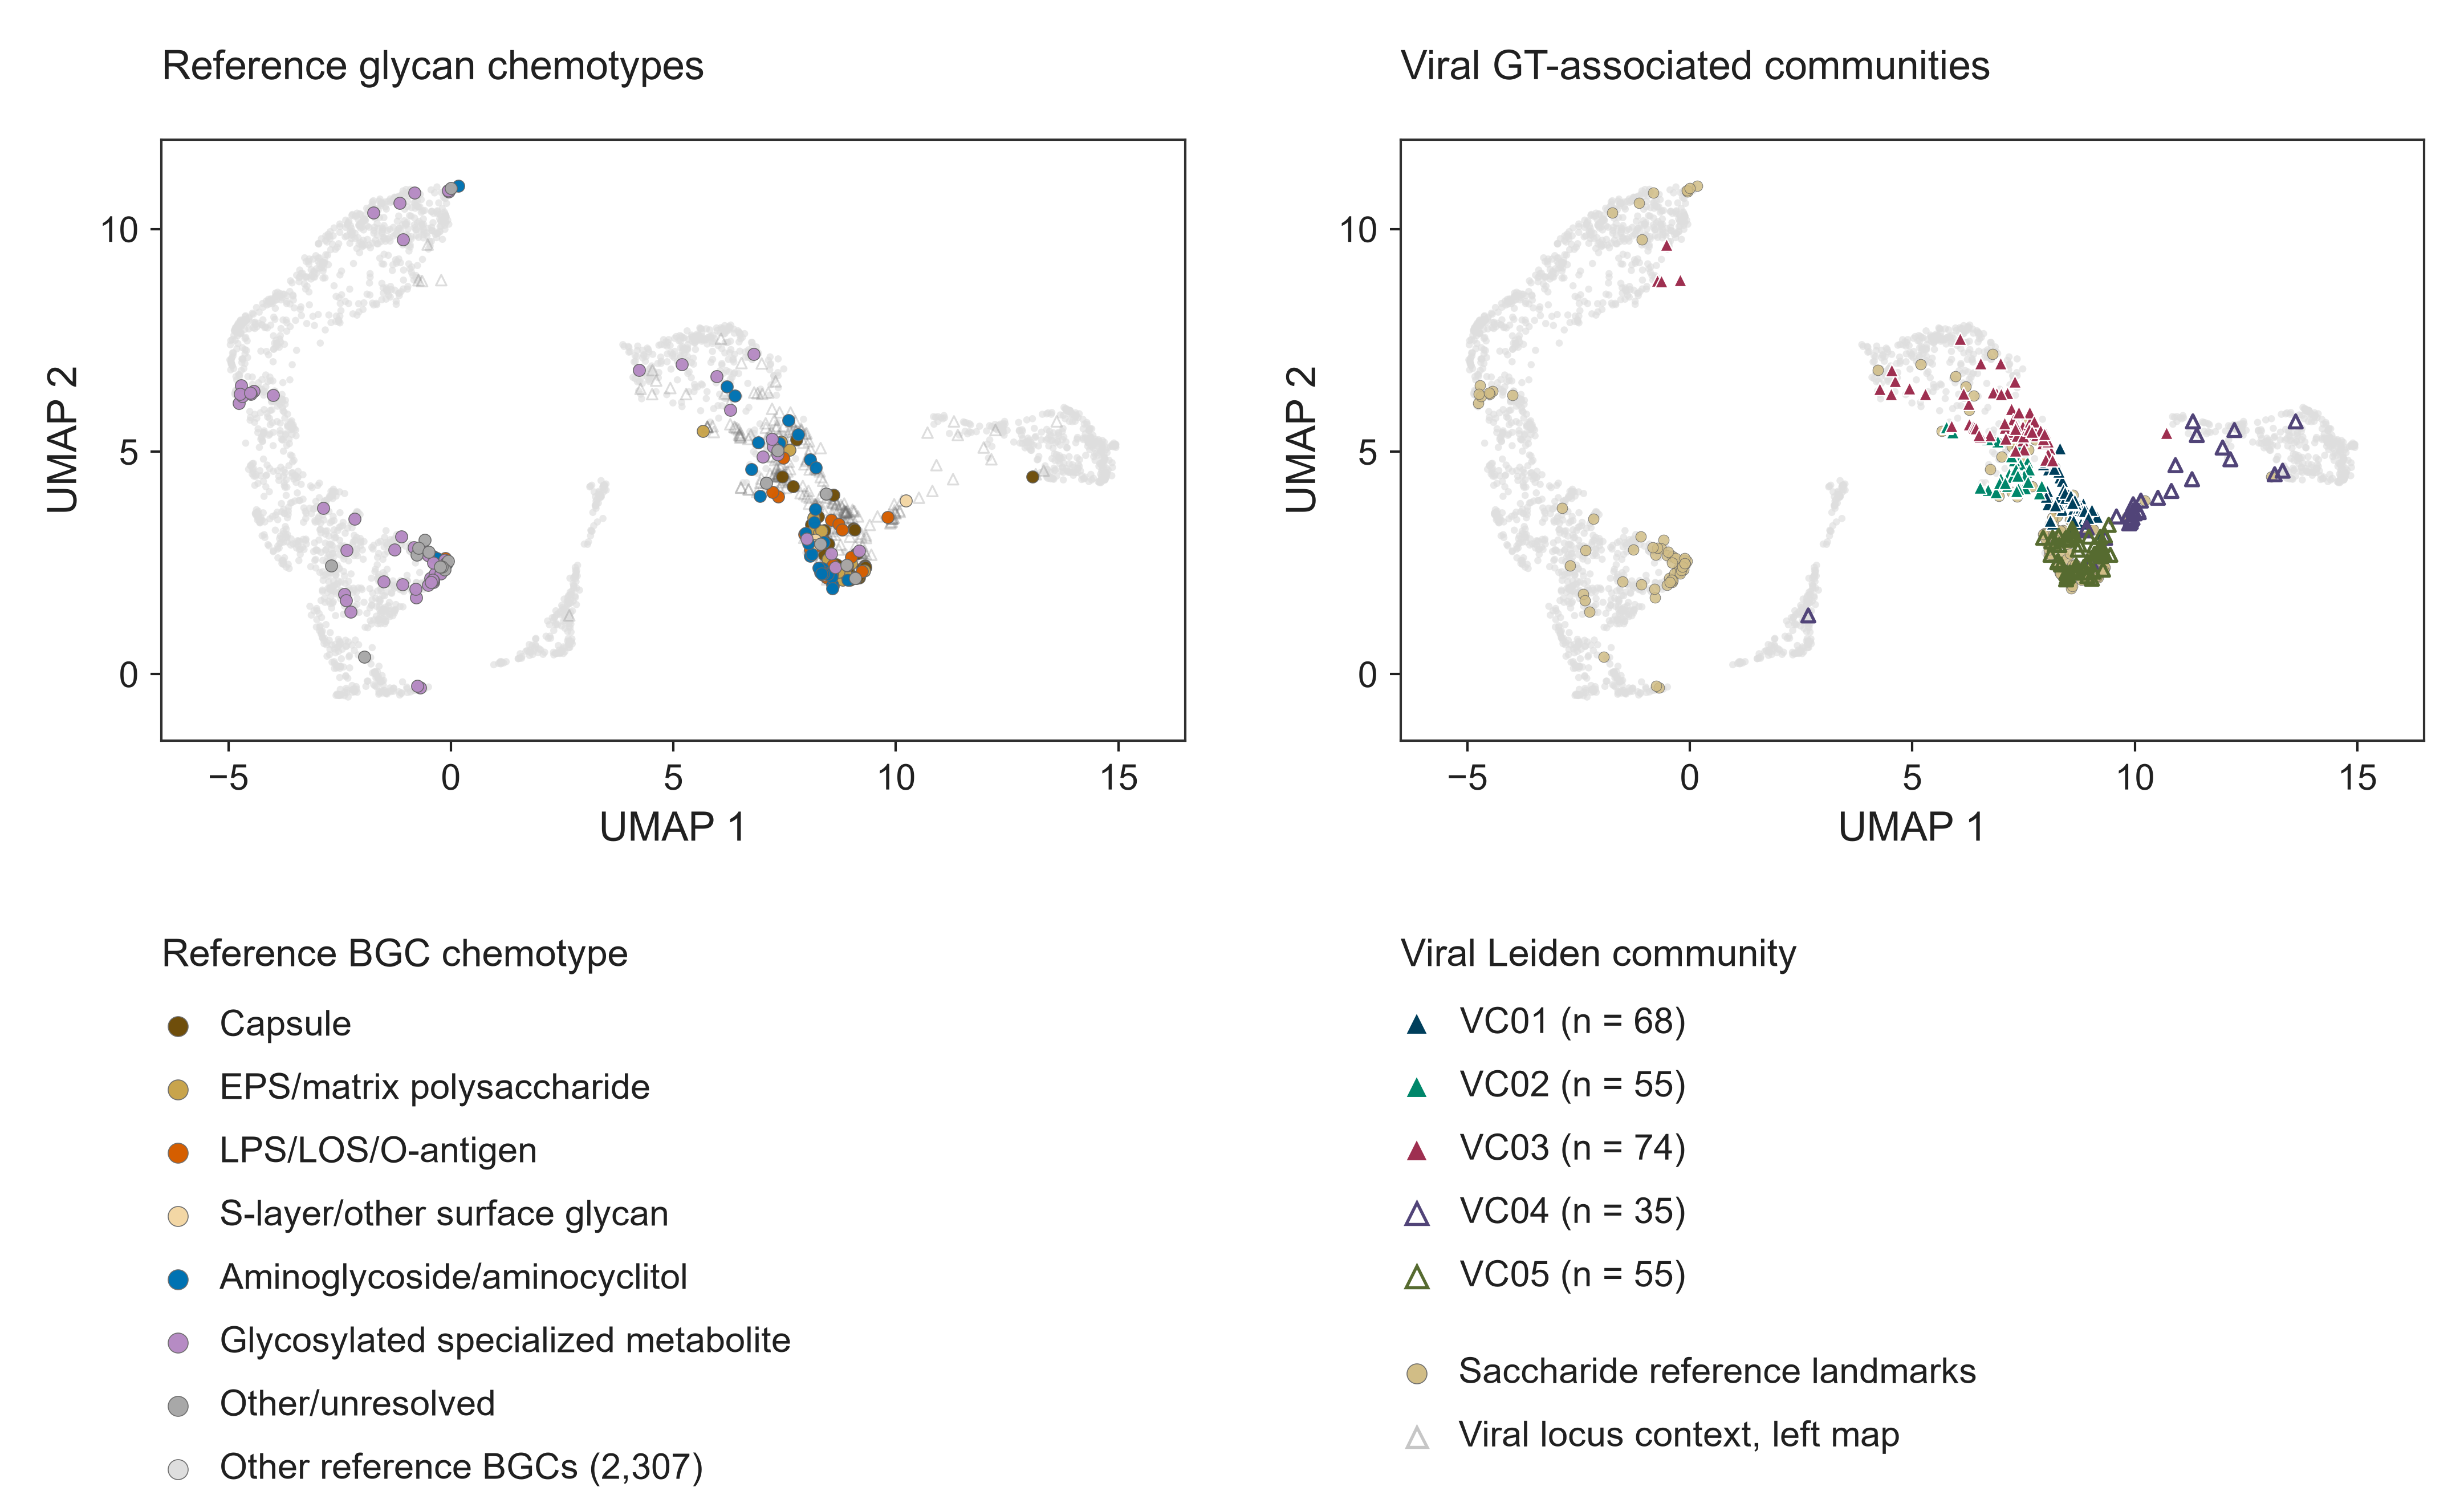 Reference glycan chemotypes
10
5
0
UMAP 2
−5 0 5 10 15
UMAP 1
Viral GT-associated communities
10
5
0
UMAP 2
−5 0 5 10 15
UMAP 1
Reference BGC chemotype
Capsule
EPS/matrix polysaccharide
LPS/LOS/O-antigen
S-layer/other surface glycan
Aminoglycoside/aminocyclitol
Glycosylated specialized metabolite
Other/unresolved
Other reference BGCs (2,307)
Viral Leiden community
VC01 (n = 68)
VC02 (n = 55)
VC03 (n = 74)
VC04 (n = 35)
VC05 (n = 55)
Saccharide reference landmarks
Viral locus context, left map